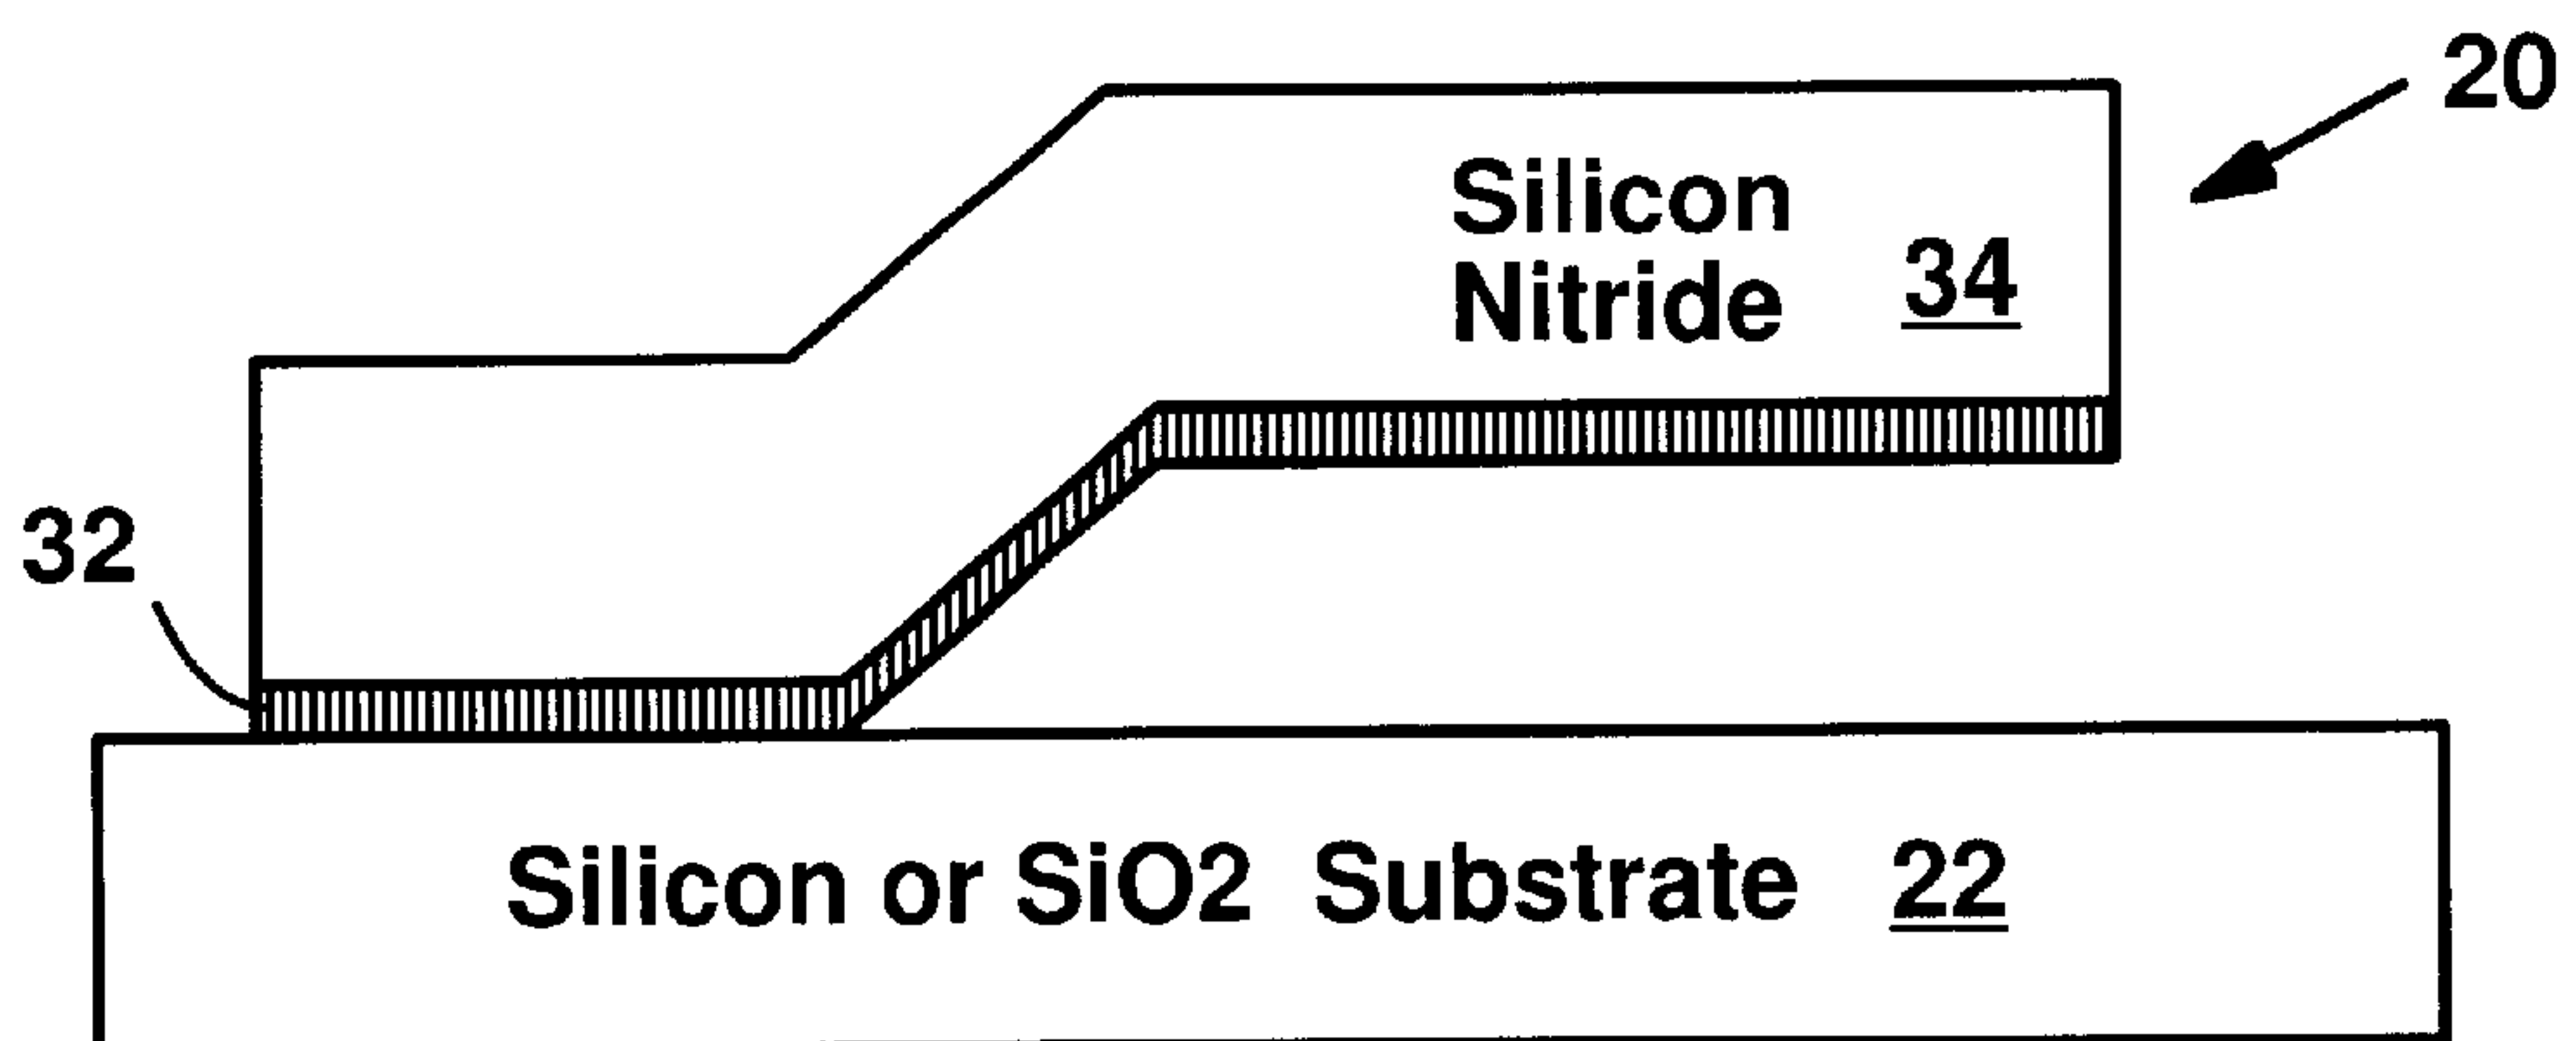 20
Silicon
Nitride 34
32
Silicon or SiO2 Substrate 22